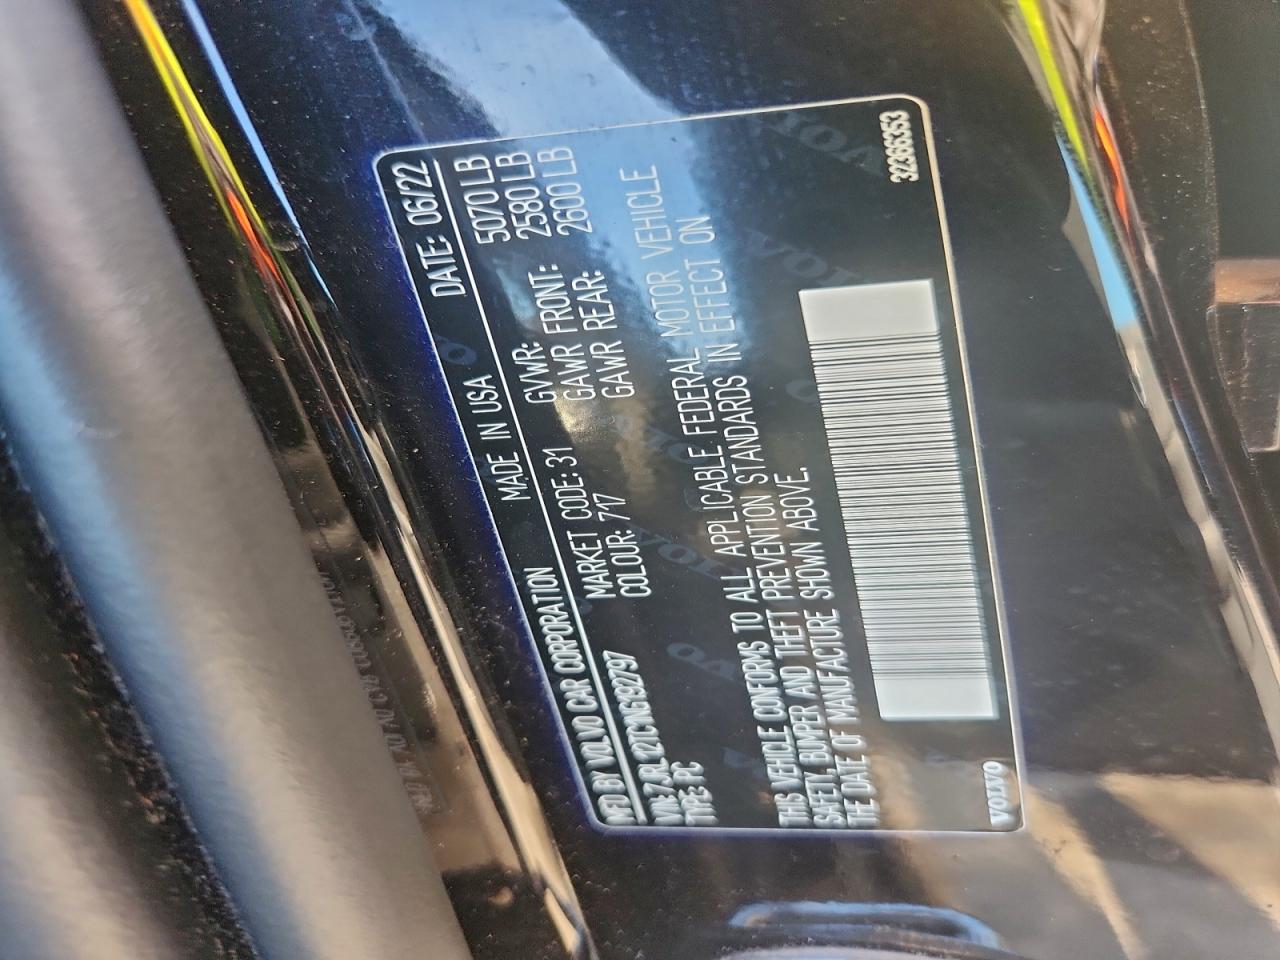 MFD BY VOLVO CAR CORPORATION MADE IN USA DATE: 06/22
VIN: 7JRL12TC1NG192797 MARKET CODE: 31 GVWR: 5070 LB
TYPE: PC COLOUR: 717 GAWR FRONT: 2580 LB
GAWR REAR: 2600 LB
THIS VEHICLE CONFORMS TO ALL APPLICABLE FEDERAL MOTOR VEHICLE
SAFETY, BUMPER AND THEFT PREVENTION STANDARDS IN EFFECT ON
THE DATE OF MANUFACTURE SHOWN ABOVE.
VOLVO 32366353